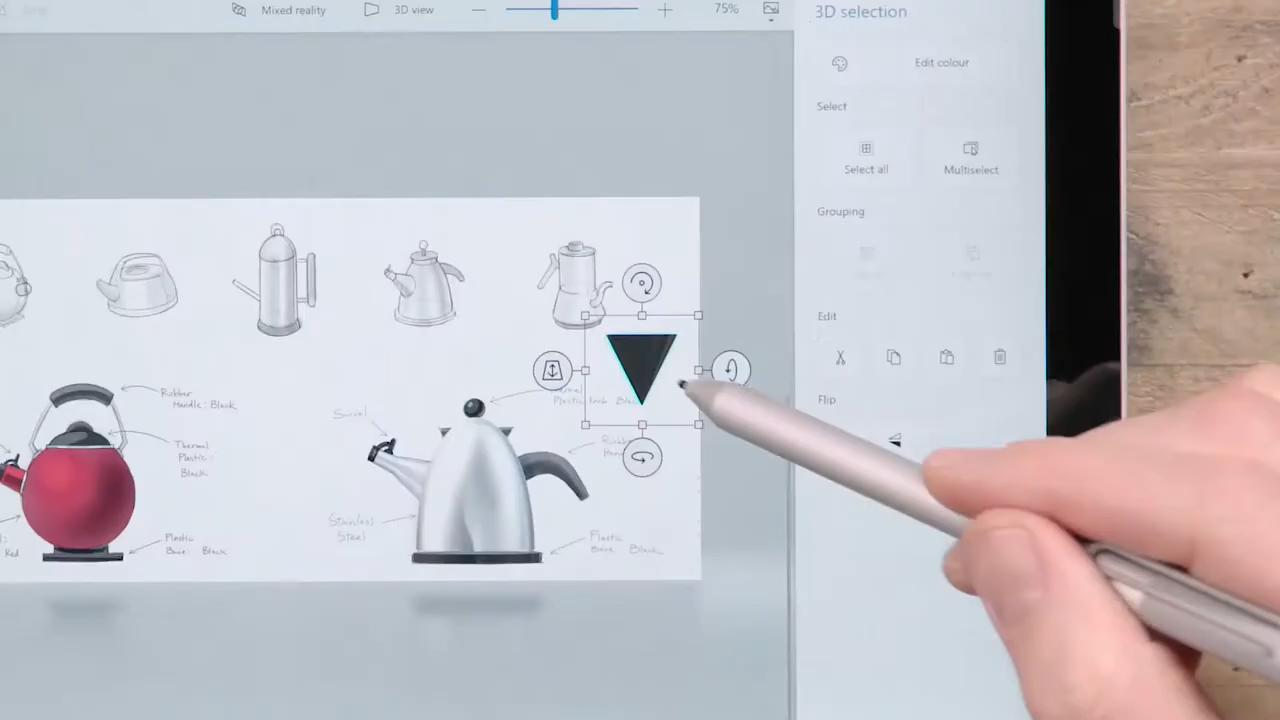 Mixed reality
3D view
75%
3D selection
Edit colour
Select
Select all
Multiselect
Grouping
Edit
Flip
Rubber
Handle: Black
Thermal
Plastic:
Black
Plastic
Base: Black
Red
Swivel
Stainless
Steel
Plastic
Base: Black